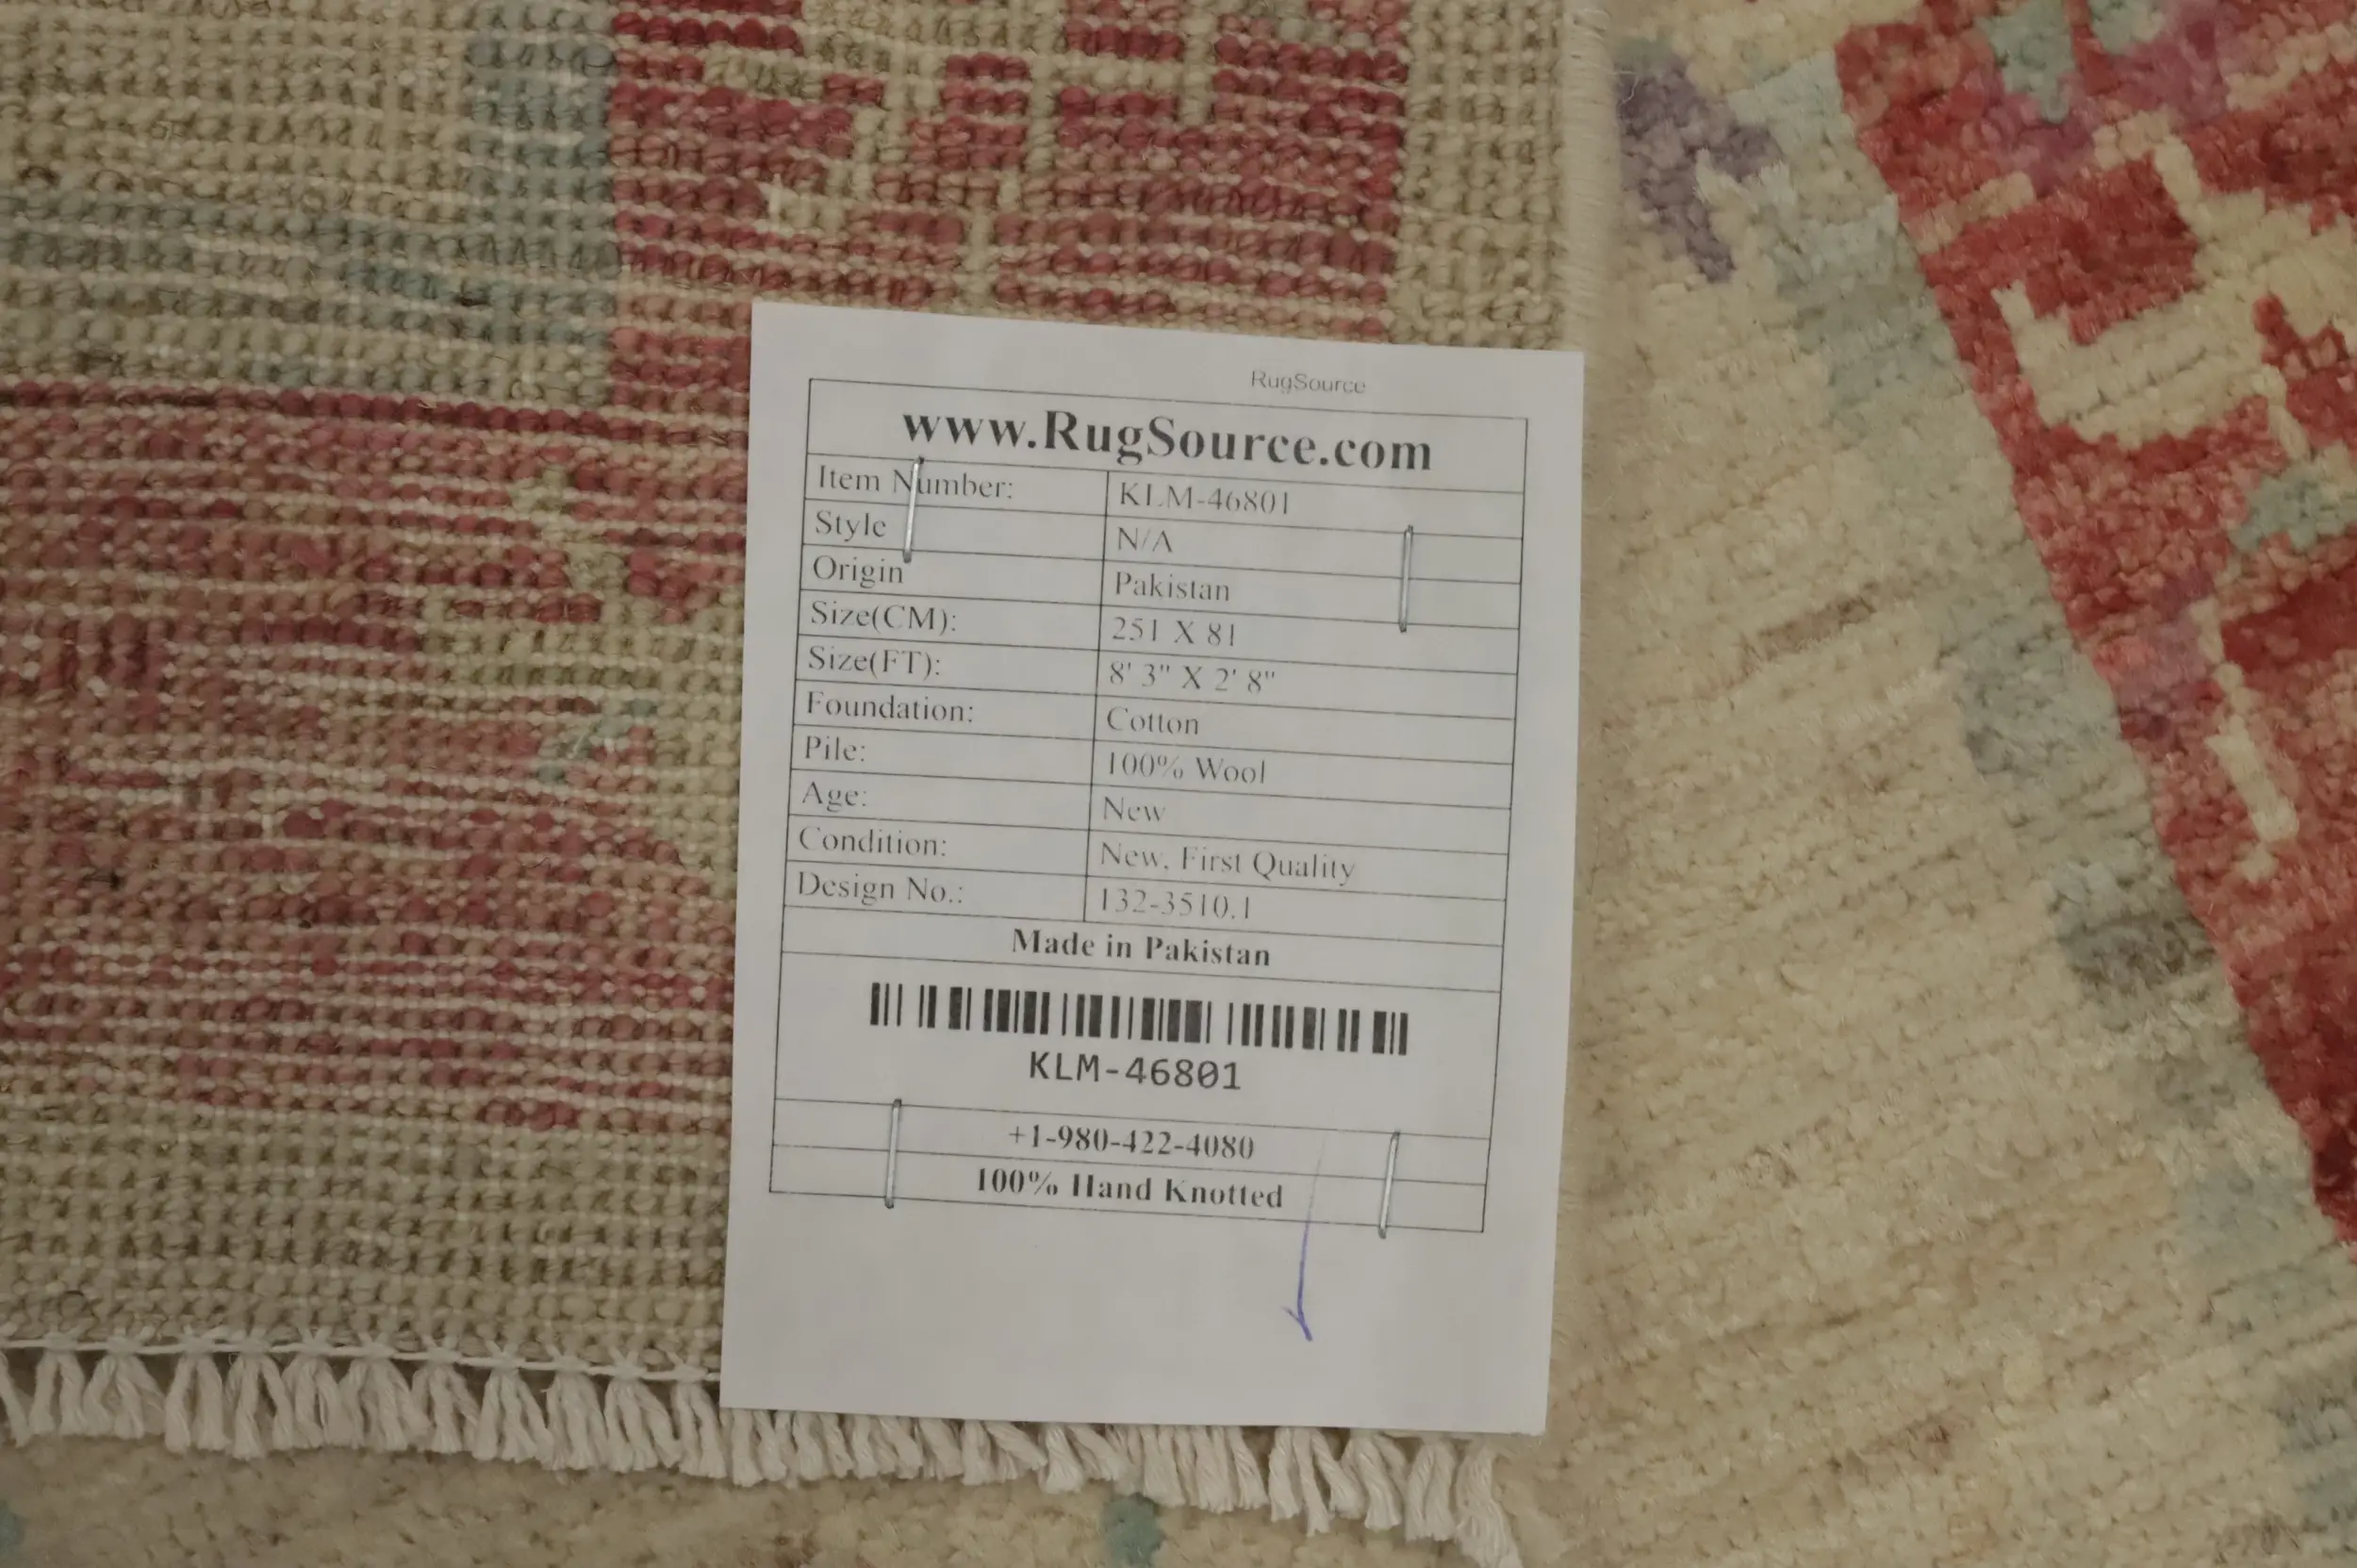 RugSource
www.RugSource.com
Item Number: KLM-46801
Style N/A
Origin Pakistan
Size(CM): 251 X 81
Size(FT): 8' 3" X 2' 8"
Foundation: Cotton
Pile: 100% Wool
Age: New
Condition: New, First Quality
Design No.: 132-3510.1
Made in Pakistan
KLM-46801
+1-980-422-4080
100% Hand Knotted